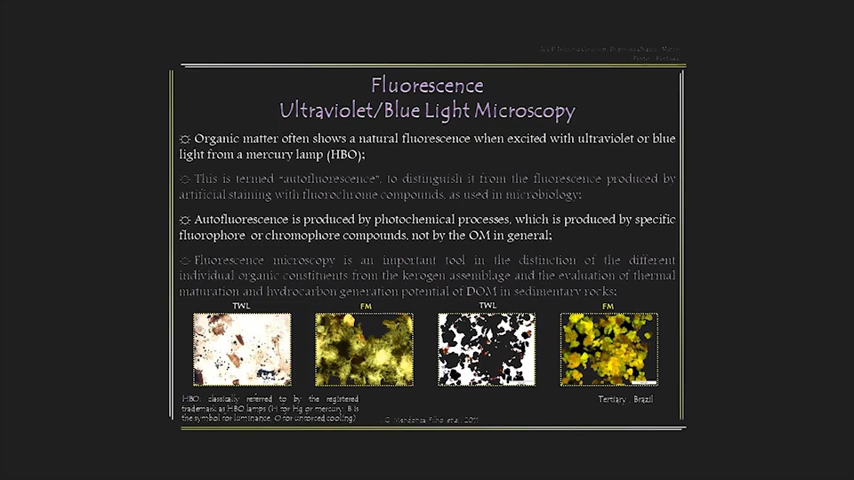 Fluorescence
Ultraviolet/Blue Light Microscopy
Organic matter often shows a natural fluorescence when excited with ultraviolet or blue
light from a mercury lamp (HBO);
This is termed "autofluorescence", to distinguish it from the fluorescence produced by
artificial staining with fluorochrome compounds, as used in microbiology;
Autofluorescence is produced by photochemical processes, which is produced by specific
fluorophore or chromophore compounds, not by the OM in general;
Fluorescence microscopy is an important tool in the distinction of the different
individual organic constituents from the kerogen assemblage and the evaluation of thermal
maturation and hydrocarbon generation potential of DOM in sedimentary rocks;
TWL FM TWL FM
HBO: classically referred to by the registered
trademark as HBO lamps (H for Hg or mercury; B is
the symbol for luminance; O for unforced cooling)
Tertiary, Brazil
Mendonça Filho et al., 2011